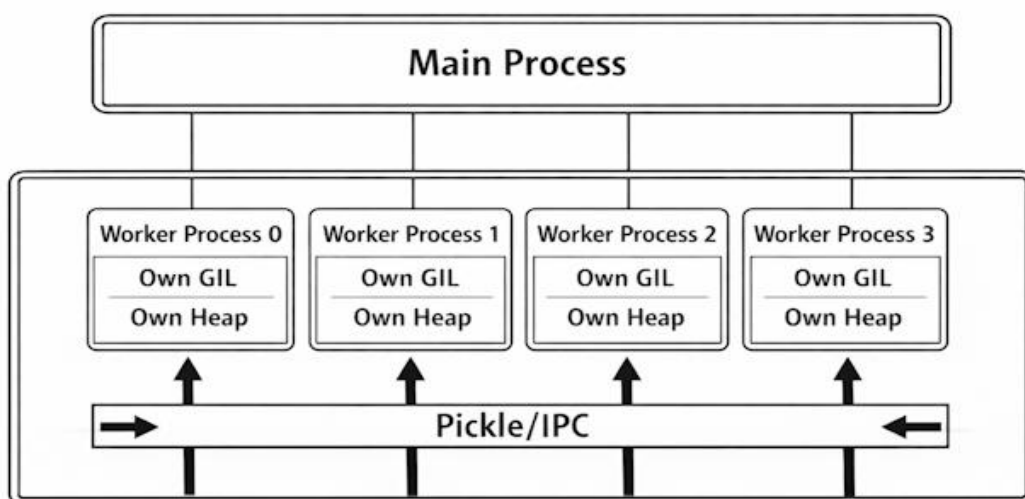 Main Process
Worker Process 0
Worker Process 1
Worker Process 2
Worker Process 3
Own GIL
Own GIL
Own GIL
Own GIL
Own Heap
Own Heap
Own Heap
Own Heap
Pickle/IPC